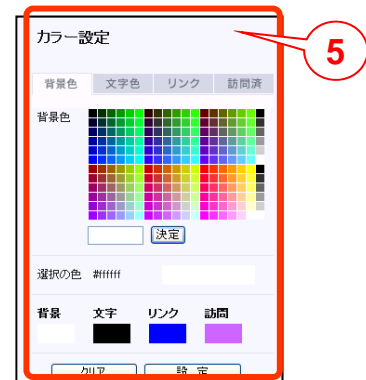 カラー設定
5
背景色 文字色 リンク 訪問済
背景色
決定
選択の色 #ffffff
背景 文字 リンク 訪問
クリア 設 定